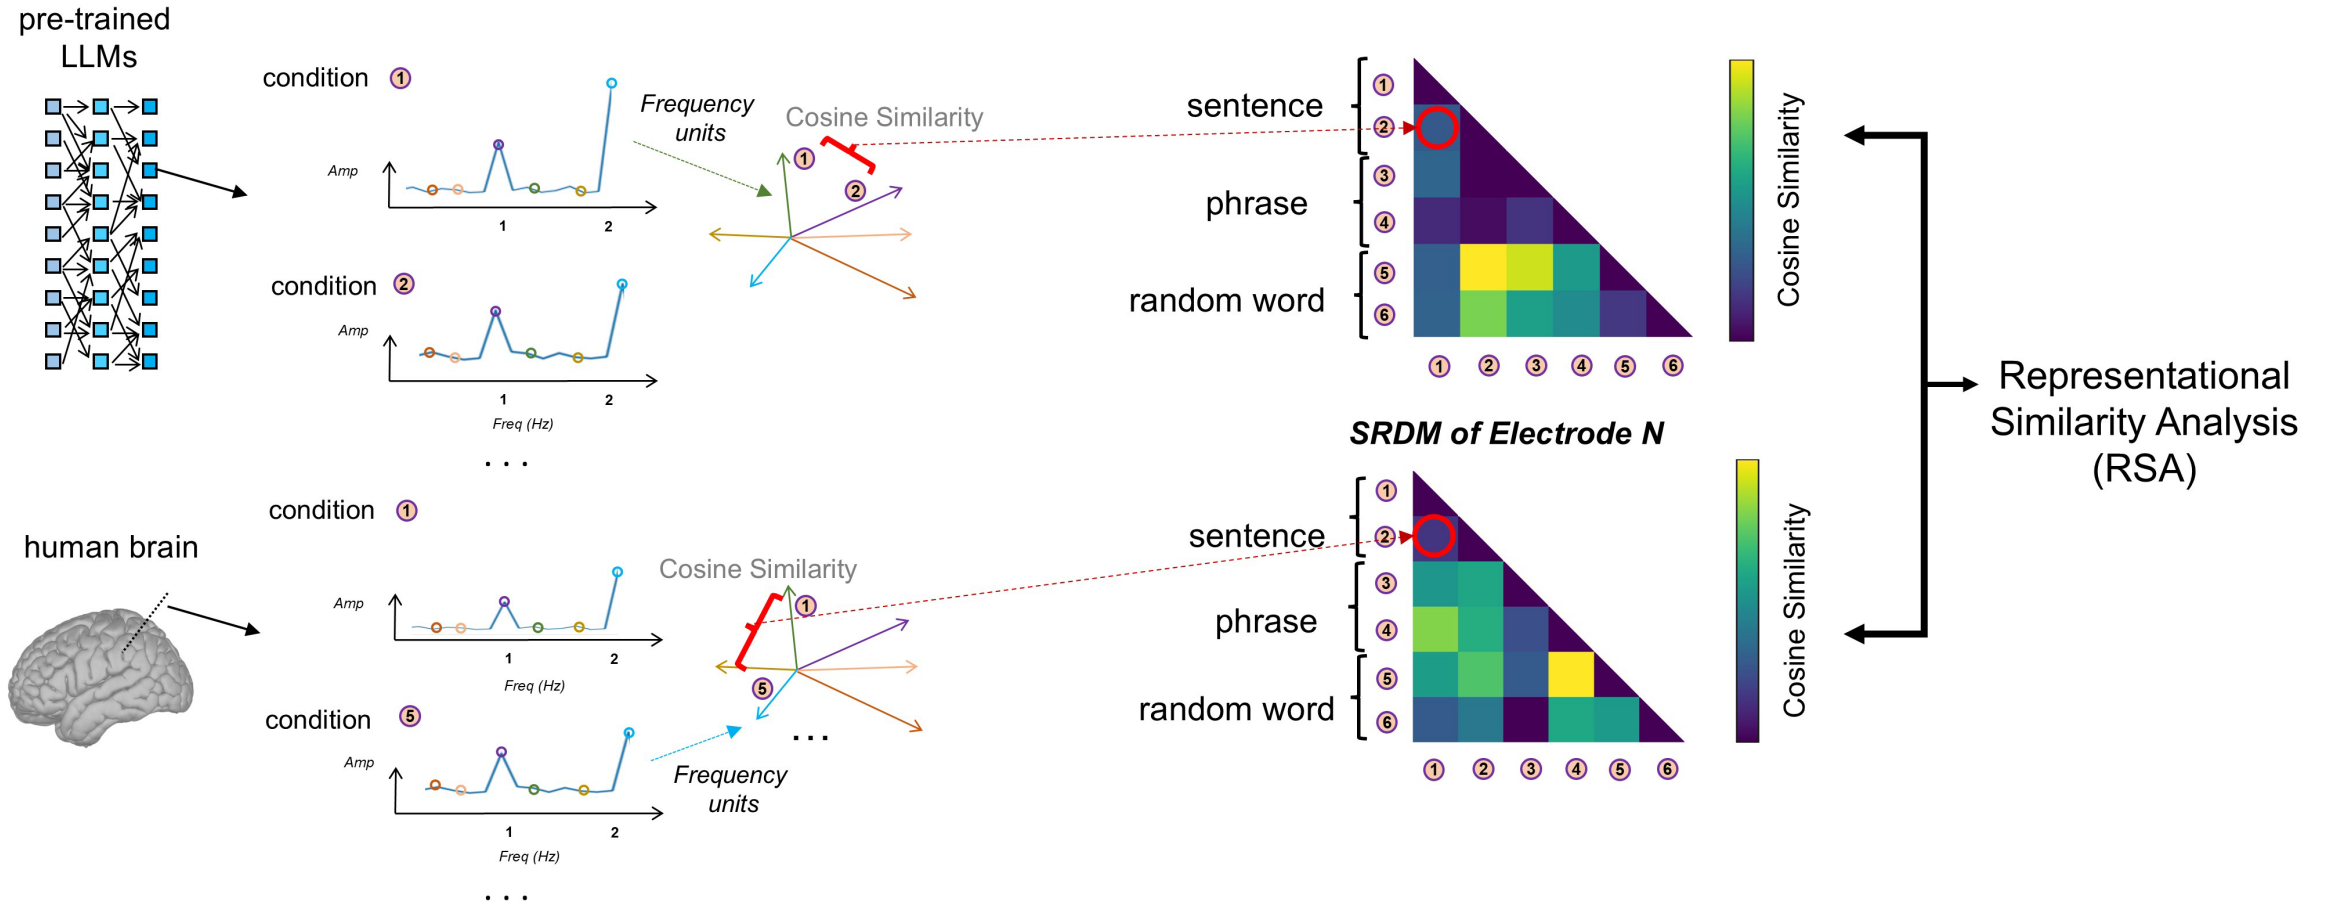 pre-trained
LLMs
condition 1
Amp
1 2
Frequency
units
condition 2
Amp
1 2
Freq (Hz)
. . .
Cosine Similarity
1
2
sentence
phrase
random word
1
2
3
4
5
6
1 2 3 4 5 6
Cosine Similarity
human brain
condition 1
Amp
1 2
Freq (Hz)
condition 5
Amp
1 2
Freq (Hz)
. . .
Frequency
units
Cosine Similarity
1
5
...
SRDM of Electrode N
sentence
phrase
random word
1
2
3
4
5
6
1 2 3 4 5 6
Cosine Similarity
Representational
Similarity Analysis
(RSA)